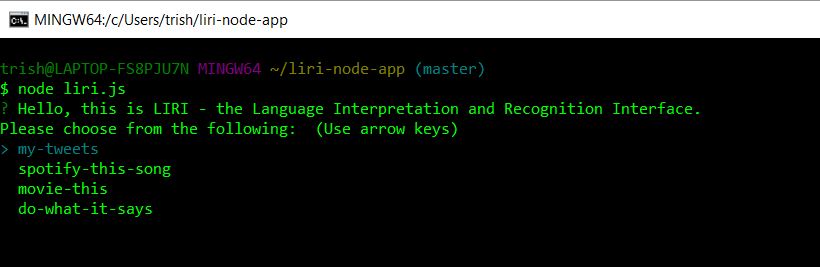 MINGW64:/c/Users/trish/liri-node-app
trish@LAPTOP-FS8PJU7N MINGW64 ~/liri-node-app (master)
$ node liri.js
? Hello, this is LIRI - the Language Interpretation and Recognition Interface.
Please choose from the following:  (Use arrow keys)
> my-tweets
  spotify-this-song
  movie-this
  do-what-it-says